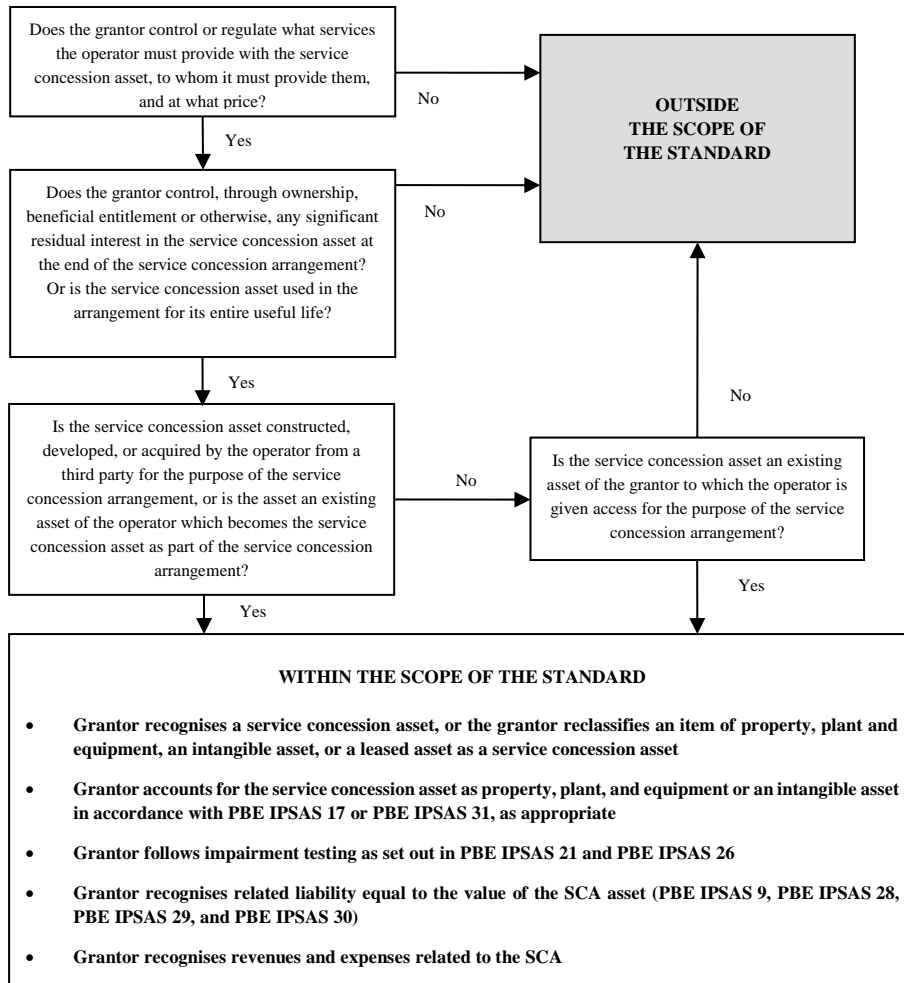 Does the grantor control or regulate what services
the operator must provide with the service
concession asset, to whom it must provide them,
and at what price?
No
OUTSIDE
THE SCOPE OF
THE STANDARD
Yes
Does the grantor control, through ownership,
beneficial entitlement or otherwise, any significant
residual interest in the service concession asset at
the end of the service concession arrangement?
Or is the service concession asset used in the
arrangement for its entire useful life?
No
Yes
No
Is the service concession asset constructed,
developed, or acquired by the operator from a
third party for the purpose of the service
concession arrangement, or is the asset an existing
asset of the operator which becomes the service
concession asset as part of the service concession
arrangement?
No
Is the service concession asset an existing
asset of the grantor to which the operator is
given access for the purpose of the service
concession arrangement?
Yes
Yes
WITHIN THE SCOPE OF THE STANDARD
• Grantor recognises a service concession asset, or the grantor reclassifies an item of property, plant and
equipment, an intangible asset, or a leased asset as a service concession asset
• Grantor accounts for the service concession asset as property, plant, and equipment or an intangible asset
in accordance with PBE IPSAS 17 or PBE IPSAS 31, as appropriate
• Grantor follows impairment testing as set out in PBE IPSAS 21 and PBE IPSAS 26
• Grantor recognises related liability equal to the value of the SCA asset (PBE IPSAS 9, PBE IPSAS 28,
PBE IPSAS 29, and PBE IPSAS 30)
• Grantor recognises revenues and expenses related to the SCA